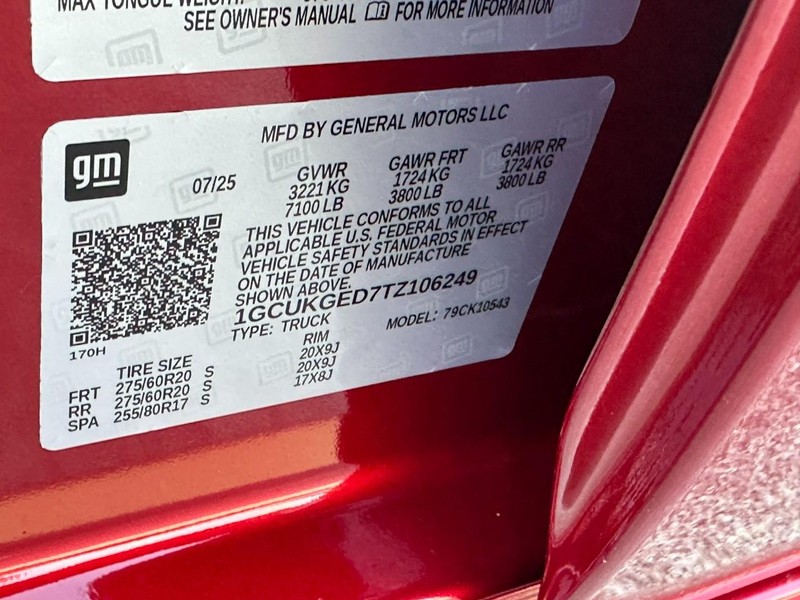 MAX TONGUE WEIGHT:
SEE OWNER'S MANUAL FOR MORE INFORMATION
MFD BY GENERAL MOTORS LLC
gm
07/25
GVWR
3221 KG
7100 LB
GAWR FRT
1724 KG
3800 LB
GAWR RR
1724 KG
3800 LB
THIS VEHICLE CONFORMS TO ALL
APPLICABLE U.S. FEDERAL MOTOR
VEHICLE SAFETY STANDARDS IN EFFECT
ON THE DATE OF MANUFACTURE
SHOWN ABOVE.
1GCUKGED7TZ106249
TYPE: TRUCK
MODEL: 79CK10543
170H
TIRE SIZE RIM
FRT 275/60R20 S 20X9J
RR 275/60R20 S 20X9J
SPA 255/80R17 S 17X8J